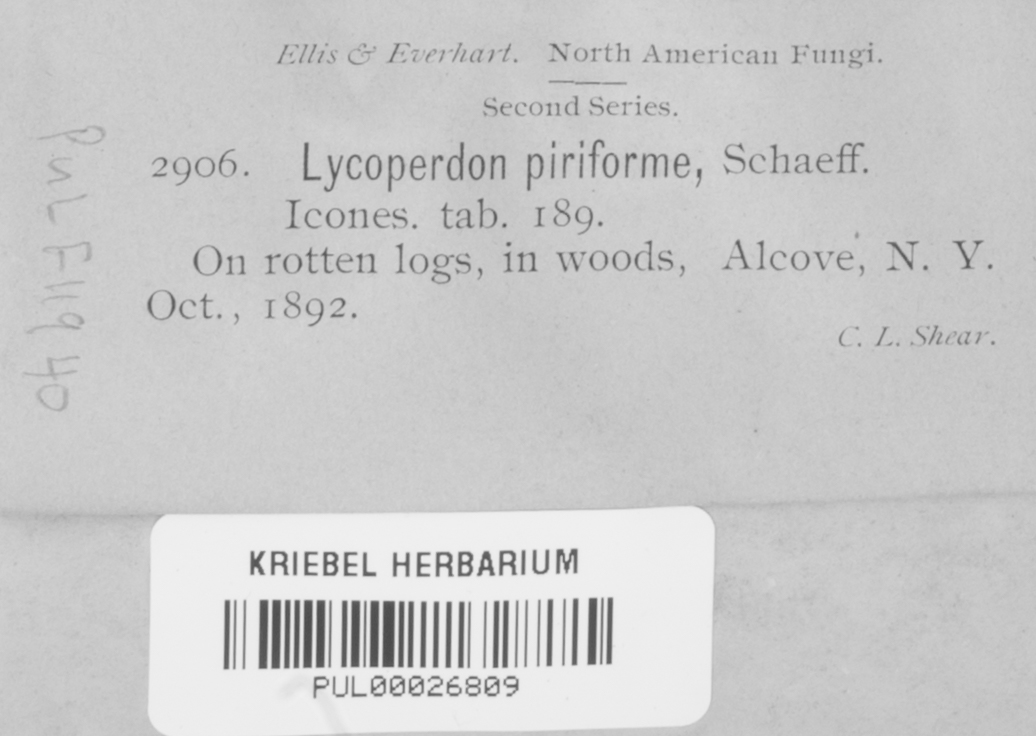 Ellis & Everhart. North American Fungi.
Second Series.
2906. Lycoperdon piriforme, Schaeff.
Icones. tab. 189.
On rotten logs, in woods, Alcove, N. Y.
Oct., 1892.
C. L. Shear.
PUL F11940
KRIEBEL HERBARIUM
PUL00026809